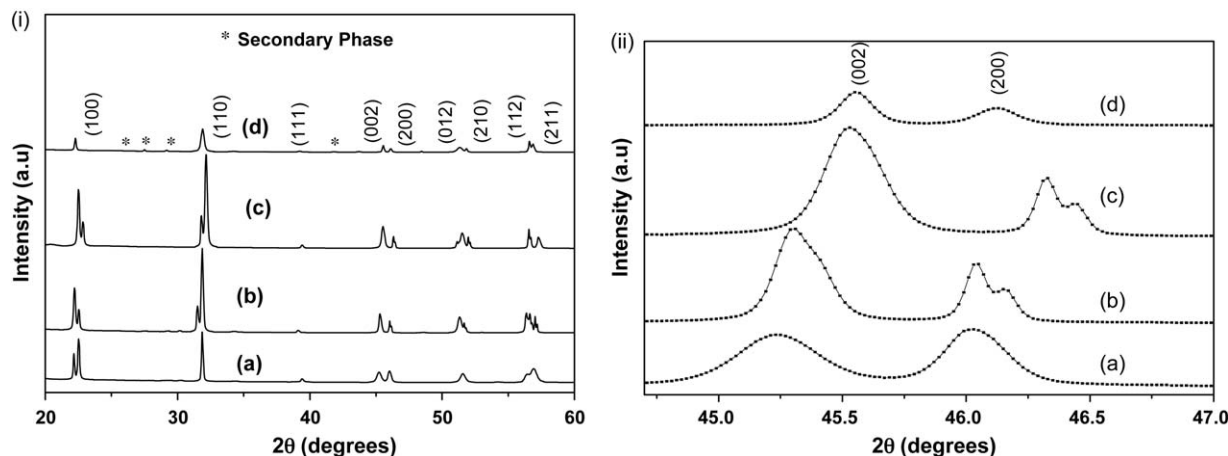 (i)
* Secondary Phase
(100)
* * *
(d)
(110)
(111)
*
(002)
(200)
(012)
(210)
(112)
(211)
(c)
(b)
(a)
Intensity (a.u)
20 30 40 50 60
2θ (degrees)
(ii)
(002)
(200)
(d)
(c)
(b)
(a)
Intensity (a.u)
45.0 45.5 46.0 46.5 47.0
2θ (degrees)